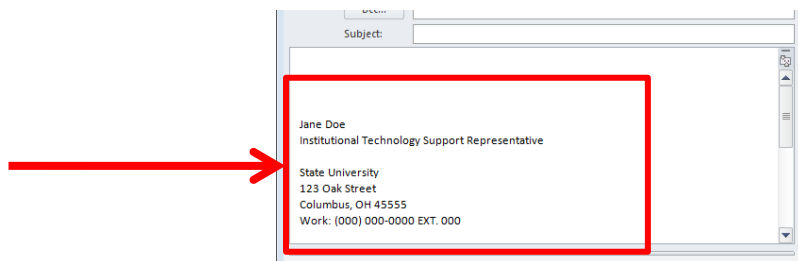 Bcc...
Subject:
Jane Doe
Institutional Technology Support Representative
State University
123 Oak Street
Columbus, OH 45555
Work: (000) 000-0000 EXT. 000